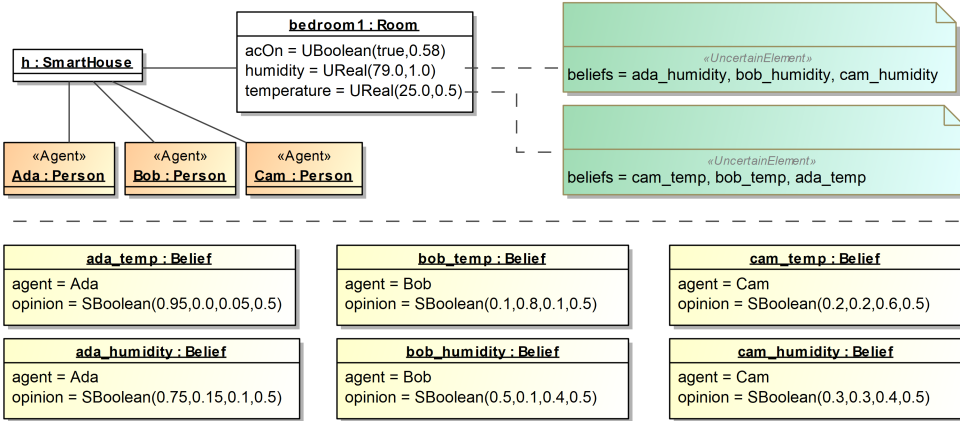 bedroom1 : Room
acOn = UBoolean(true,0.58)
humidity = UReal(79.0,1.0)
temperature = UReal(25.0,0.5)
h : SmartHouse
«UncertainElement»
beliefs = ada_humidity, bob_humidity, cam_humidity
«UncertainElement»
beliefs = cam_temp, bob_temp, ada_temp
«Agent»
Ada : Person
«Agent»
Bob : Person
«Agent»
Cam : Person
ada_temp : Belief
agent = Ada
opinion = SBoolean(0.95,0.0,0.05,0.5)
bob_temp : Belief
agent = Bob
opinion = SBoolean(0.1,0.8,0.1,0.5)
cam_temp : Belief
agent = Cam
opinion = SBoolean(0.2,0.2,0.6,0.5)
ada_humidity : Belief
agent = Ada
opinion = SBoolean(0.75,0.15,0.1,0.5)
bob_humidity : Belief
agent = Bob
opinion = SBoolean(0.5,0.1,0.4,0.5)
cam_humidity : Belief
agent = Cam
opinion = SBoolean(0.3,0.3,0.4,0.5)